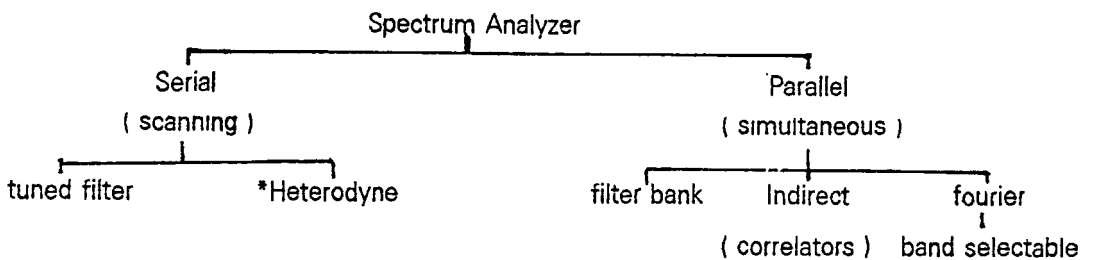 Spectrum Analyzer
Serial Parallel
( scanning ) ( simultaneous )
tuned filter *Heterodyne filter bank Indirect fourier
( correlators ) band selectable